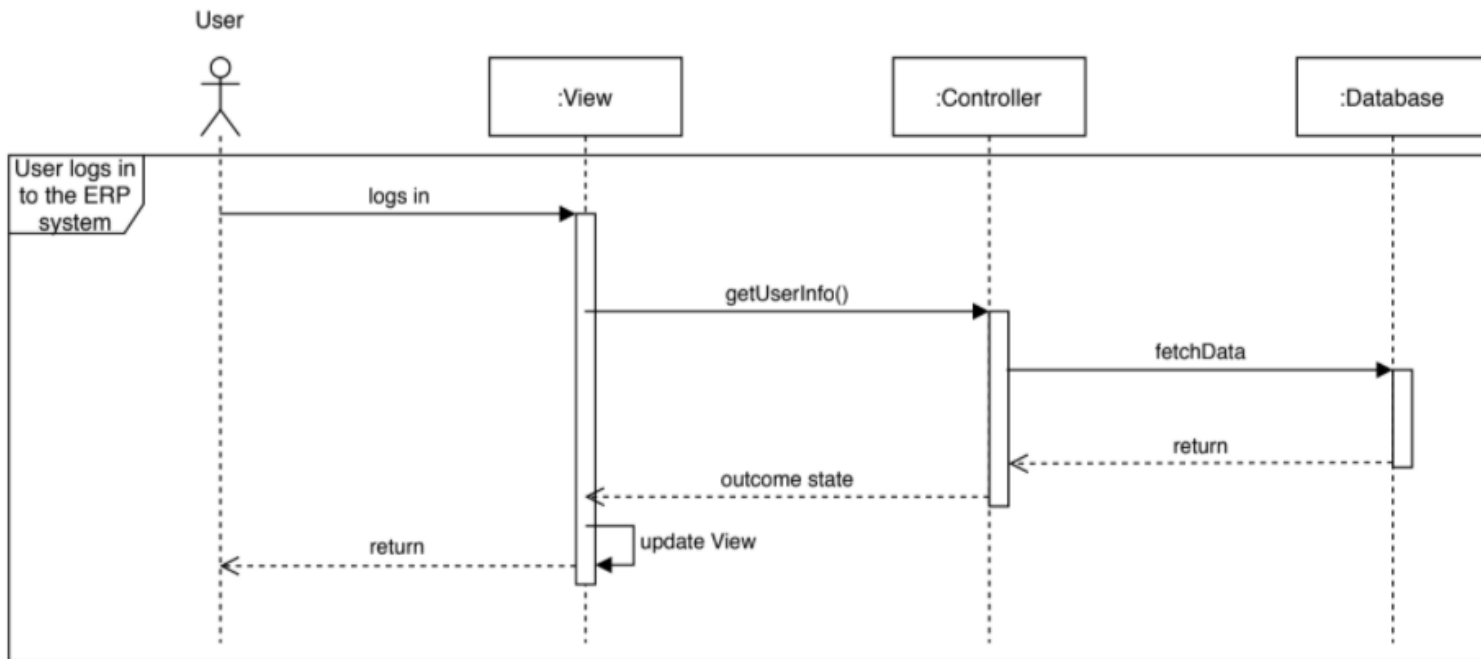 User
:View
:Controller
:Database
User logs in
to the ERP
system
logs in
getUserInfo()
fetchData
return
outcome state
update View
return